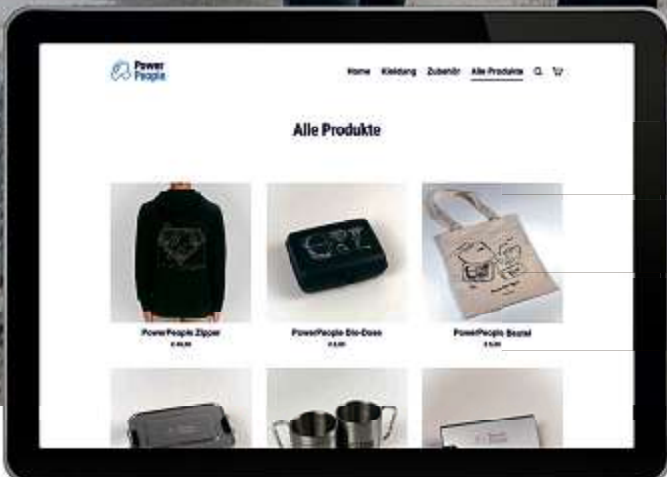 Power
People
Home Kleidung Zubehör Alle Produkte
Alle Produkte
PowerPeople Zipper
PowerPeople Bio-Dose
PowerPeople Beutel